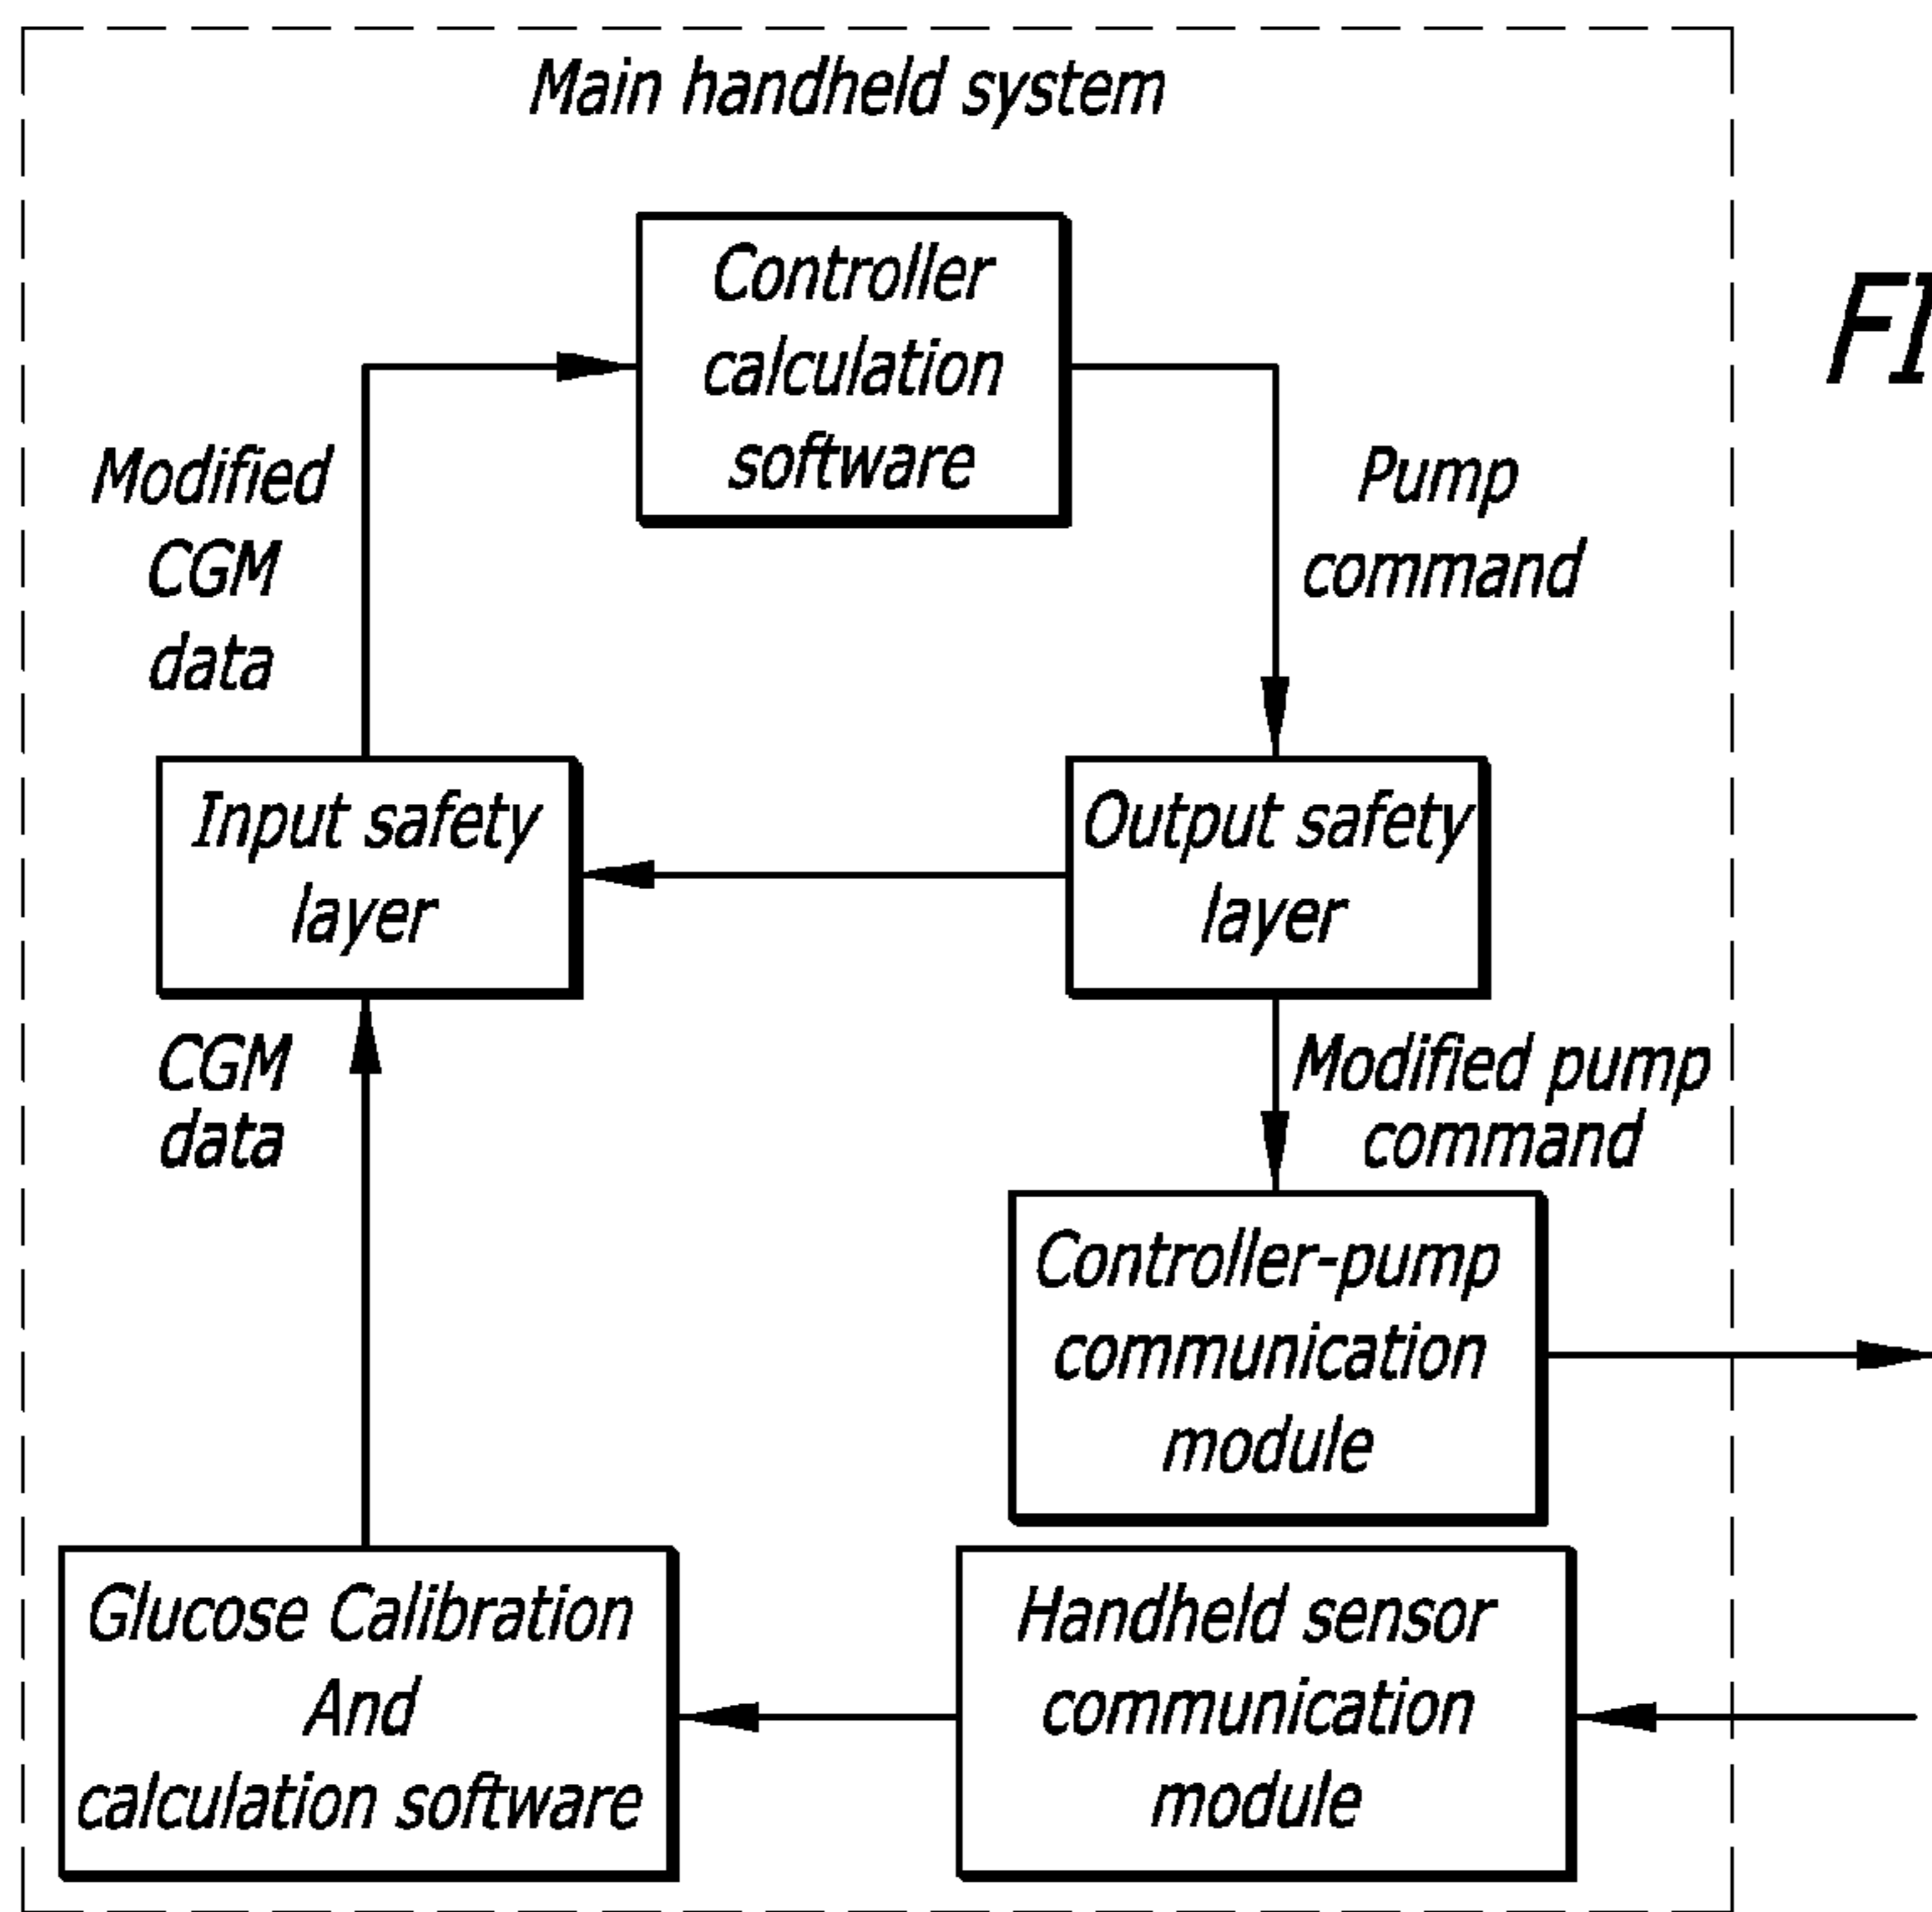 Main handheld system
Controller
calculation
software
FI
Modified
CGM
data
Pump
command
Input safety
layer
Output safety
layer
CGM
data
Modified pump
command
Controller-pump
communication
module
Glucose Calibration
And
calculation software
Handheld sensor
communication
module